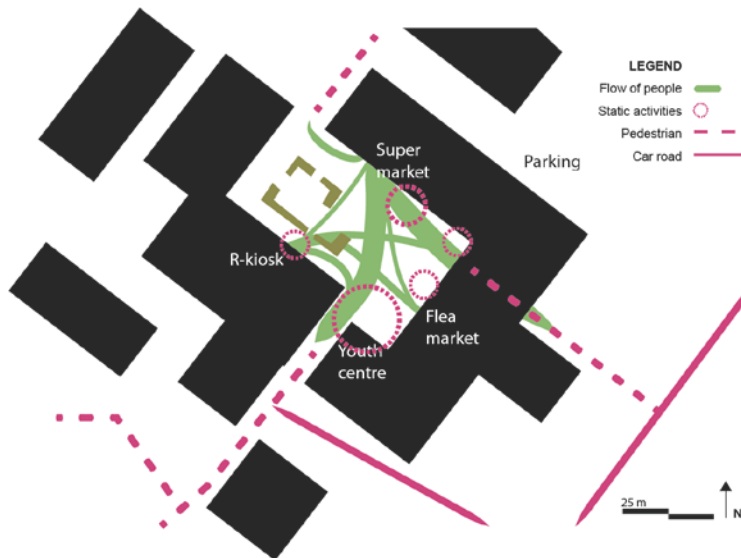 LEGEND
Flow of people
Static activities
Pedestrian
Car road
Super
market
Parking
R-kiosk
Flea
market
Youth
centre
25 m
N